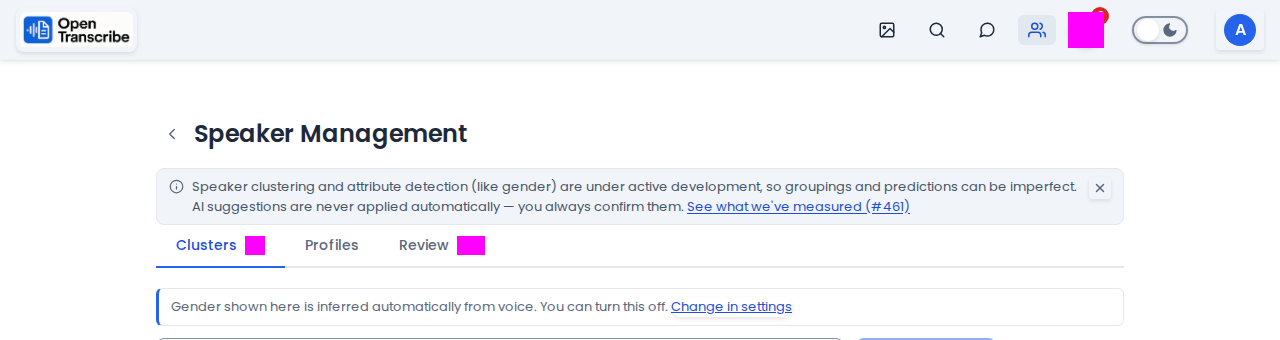 Open
Transcribe
A
Speaker Management
Speaker clustering and attribute detection (like gender) are under active development, so groupings and predictions can be imperfect.
AI suggestions are never applied automatically — you always confirm them. See what we've measured (#461)
Clusters
Profiles
Review
Gender shown here is inferred automatically from voice. You can turn this off. Change in settings